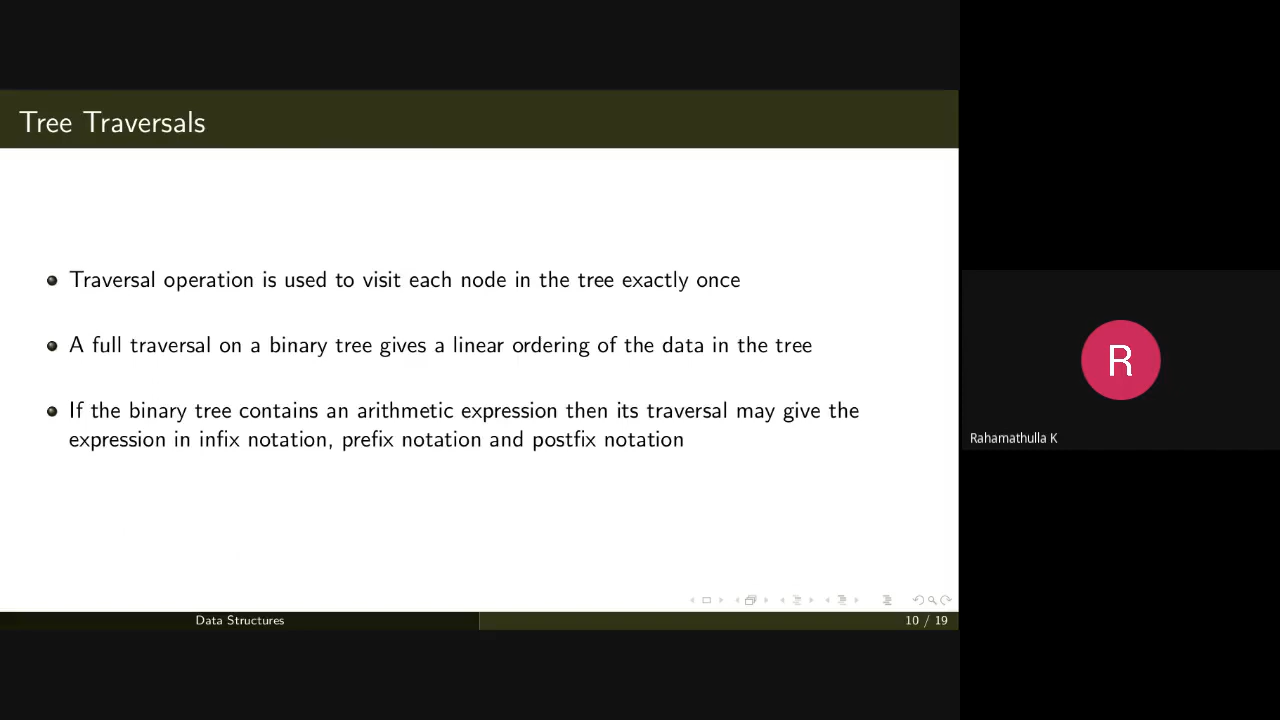 Tree Traversals
Traversal operation is used to visit each node in the tree exactly once
A full traversal on a binary tree gives a linear ordering of the data in the tree
If the binary tree contains an arithmetic expression then its traversal may give the
expression in infix notation, prefix notation and postfix notation
Data Structures
10 / 19
R
Rahamathulla K